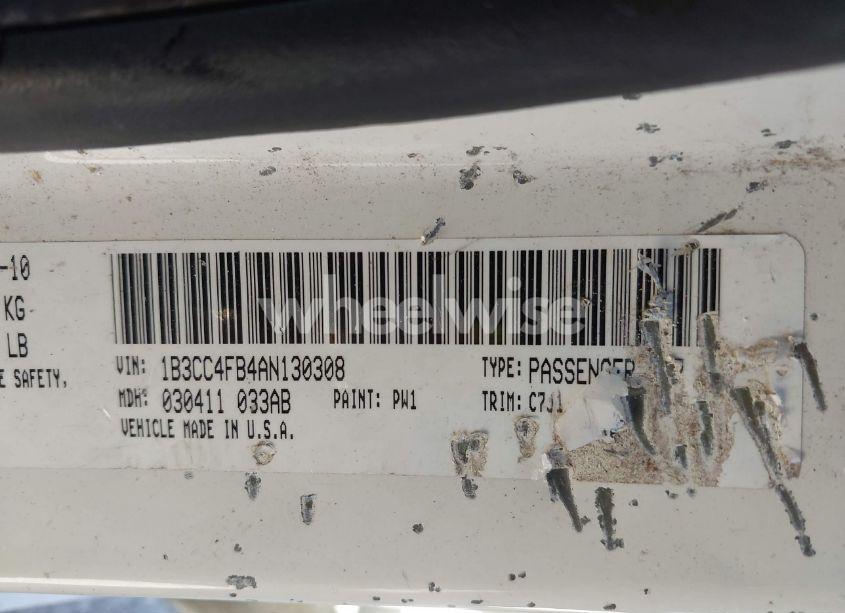 -10
KG
LB
E SAFETY,
wheelwise
VIN: 1B3CC4FB4AN130308 TYPE: PASSENGER
MDH: 030411 033AB PAINT: PW1 TRIM: C7J1
VEHICLE MADE IN U.S.A.